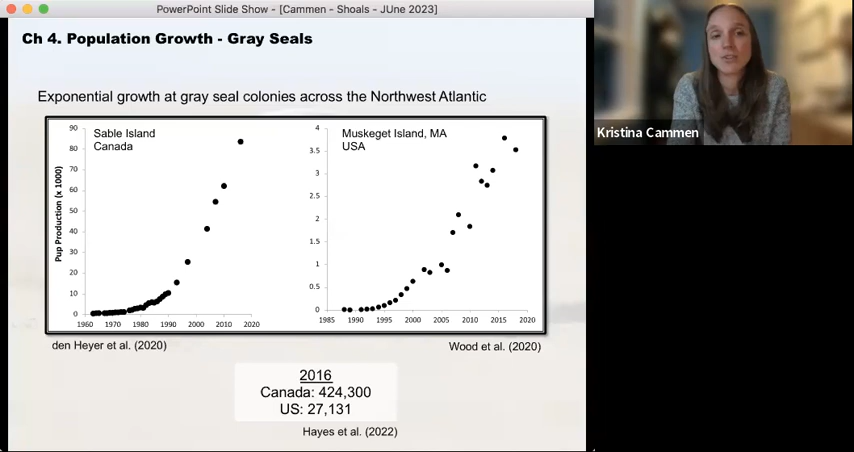 PowerPoint Slide Show - [Cammen - Shoals - JUne 2023]
Ch 4. Population Growth - Gray Seals
Exponential growth at gray seal colonies across the Northwest Atlantic
Sable Island
Canada
Pup Production (x 1000)
90
80
70
60
50
40
30
20
10
0
1960 1970 1980 1990 2000 2010 2020
Muskeget Island, MA
USA
4
3.5
3
2.5
2
1.5
1
0.5
0
1985 1990 1995 2000 2005 2010 2015 2020
den Heyer et al. (2020)
Wood et al. (2020)
2016
Canada: 424,300
US: 27,131
Hayes et al. (2022)
Kristina Cammen